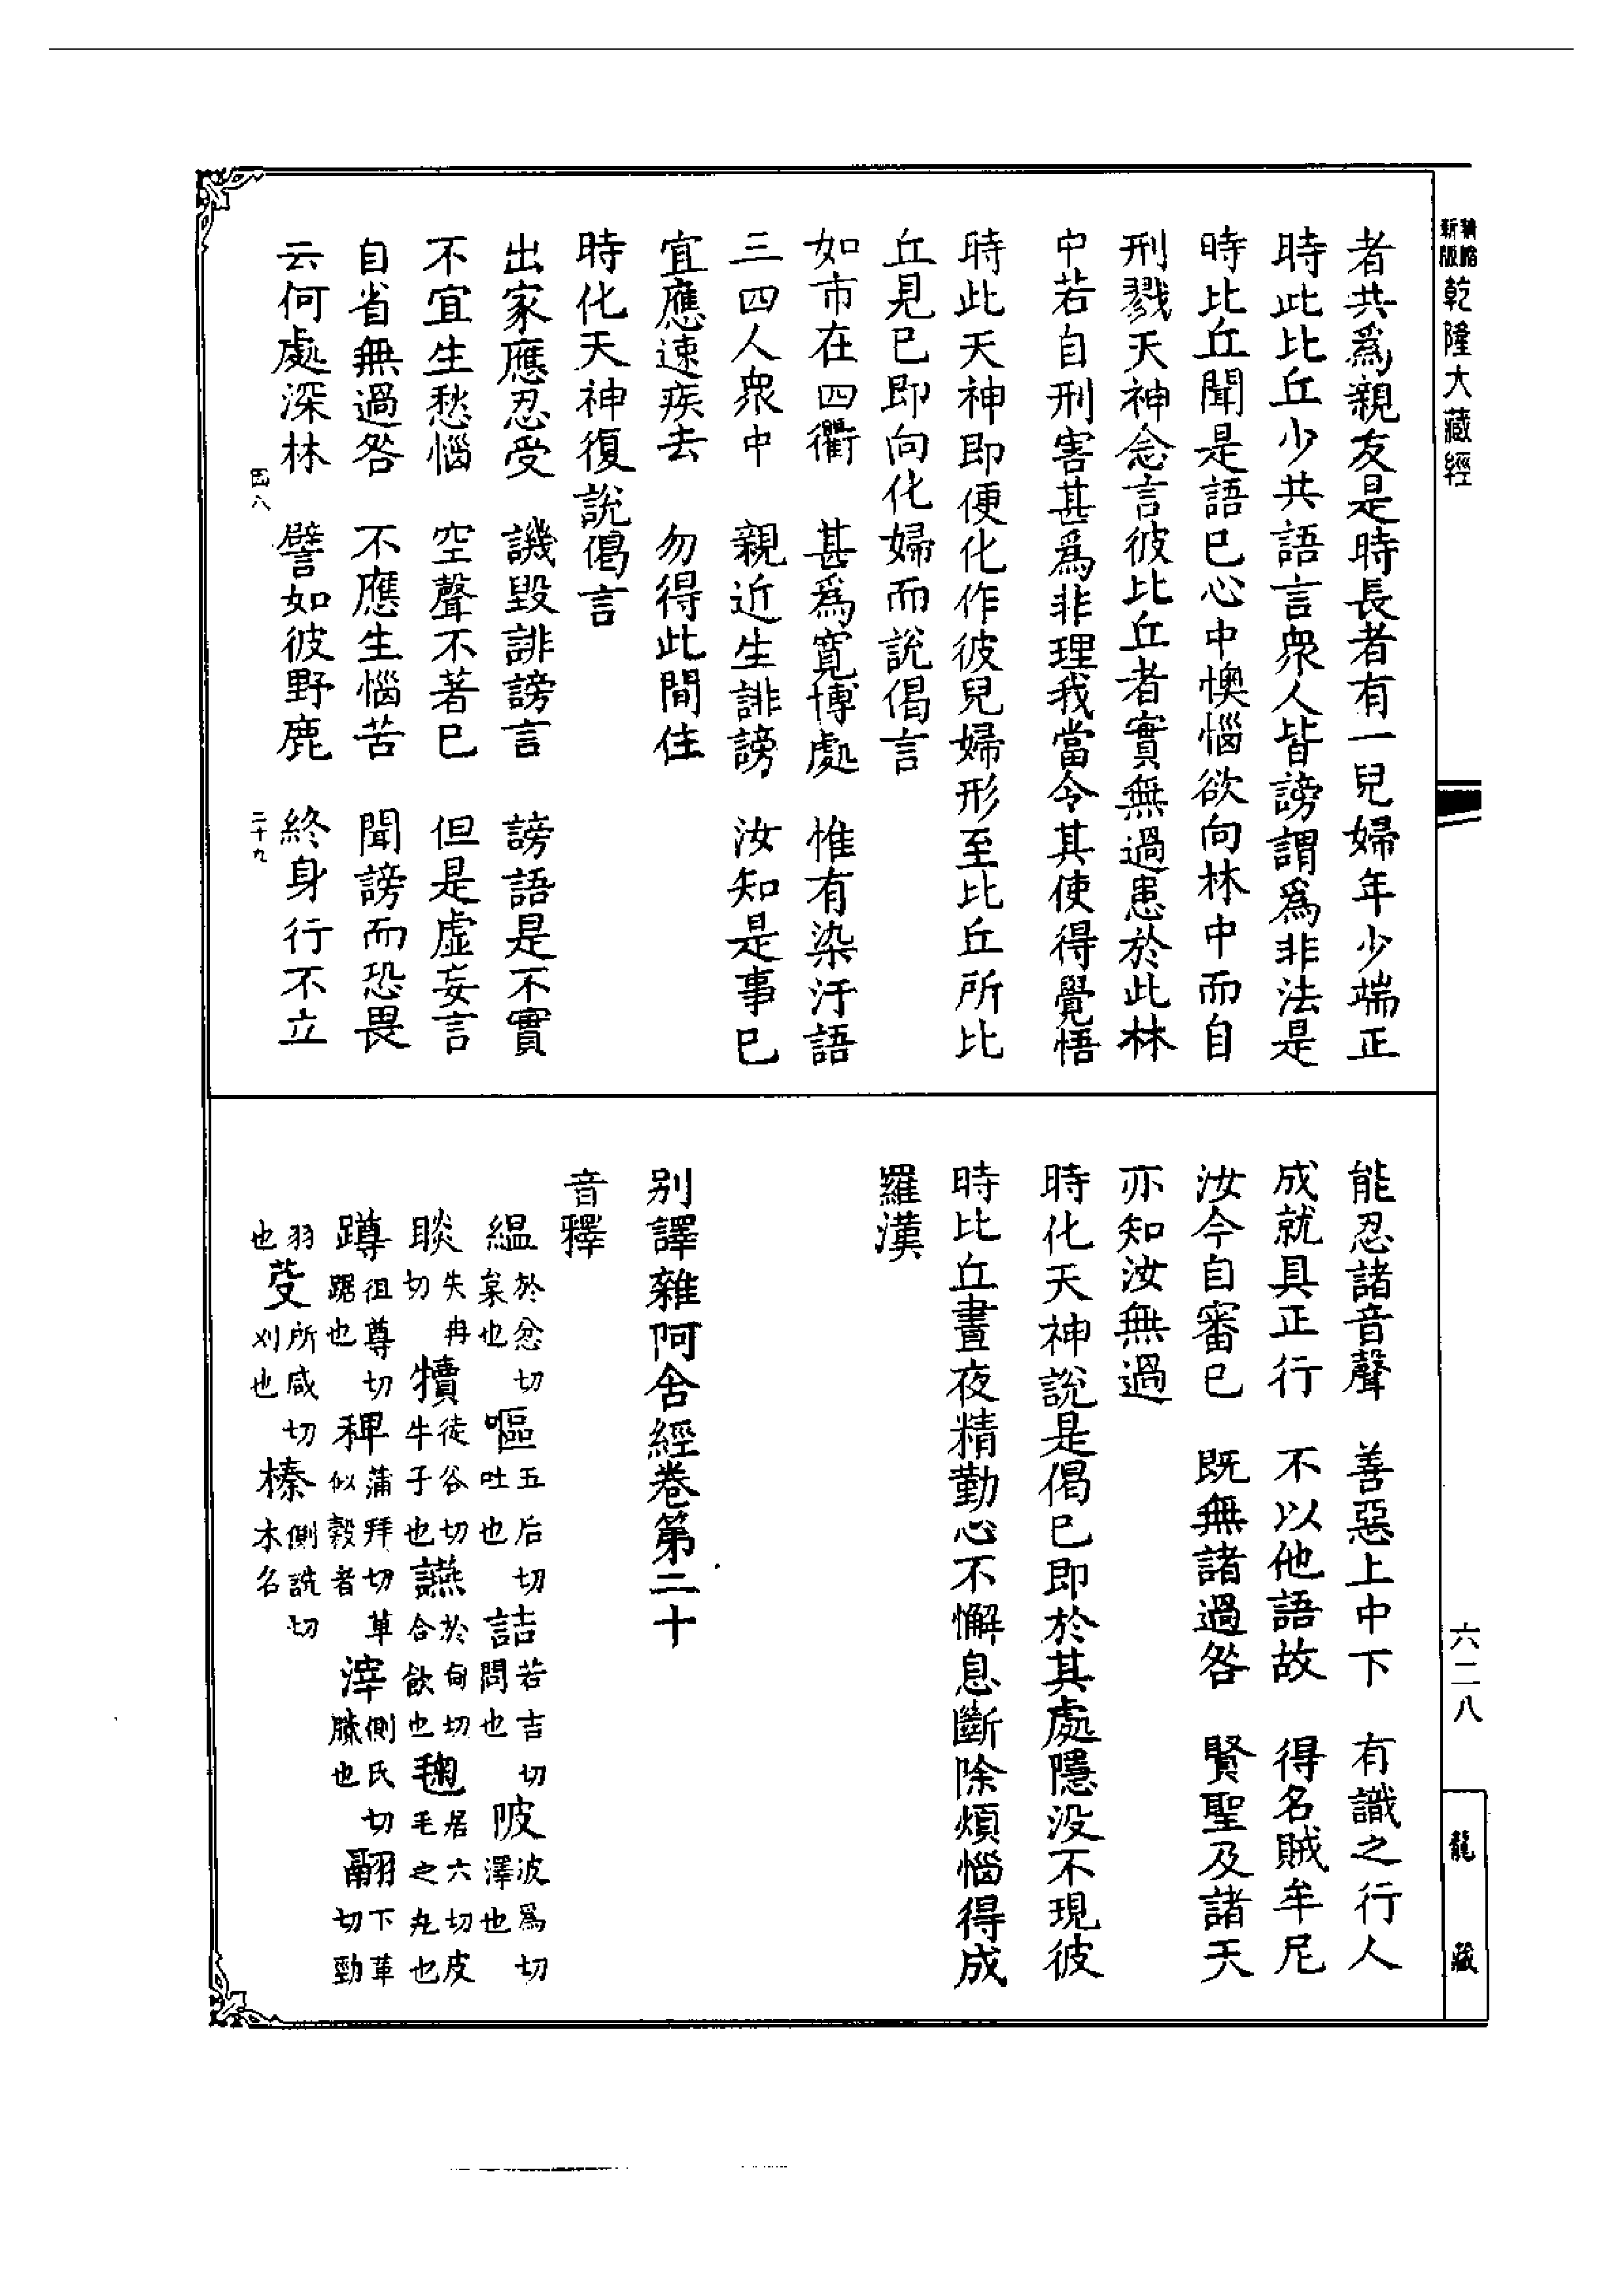 精縮新版 乾隆大藏經
者共爲親友是時長者有一兒婦年少端正
時此比丘少共語言衆人皆謗謂爲非法是
時比丘聞是語已心中懊惱欲向林中而自
刑戮天神念言彼比丘者實無過患於此林
中若自刑害甚爲非理我當令其使得覺悟
時此天神即便化作彼兒婦形至比丘所比
丘見已即向化婦而說偈言
如市在四衢 甚爲寬博處 惟有染汙語
三四人衆中 親近生誹謗 汝知是事已
宜應速疾去 勿得此間住
時化天神復說偈言
出家應忍受 譏毀誹謗言 謗語是不實
不宜生愁惱 空聲不著已 但是虛妄言
自省無過咎 不應生惱苦 聞謗而恐畏
云何處深林 譬如彼野鹿 終身行不立
八 二十九
能忍諸音聲 善惡上中下 有識之行人
成就具正行 不以他語故 得名賊牟尼
汝今自審已 既無諸過咎 賢聖及諸天
亦知汝無過
時化天神說是偈已即於其處隱没不現彼
時比丘晝夜精勤心不懈息斷除煩惱得成
羅漢
别譯雜阿含經卷第二十
音釋
緼於忿切枲也 嘔五后切吐也 詰若吉切問也 陂波爲切澤也
睒失冉切 犢徒谷切牛子也 讌於甸切合飲也 毱居六切皮毛之丸也
蹲徂尊切踞也 稗蒲拜切草似穀者 滓側氏切 翮下革切勁
羽也 芟所咸切刈也 榛側詵切木名
六二八
龍藏